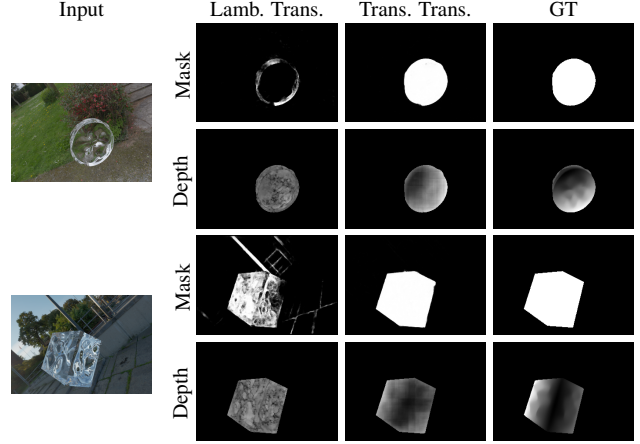 Input Lamb. Trans. Trans. Trans. GT
Mask
Depth
Mask
Depth